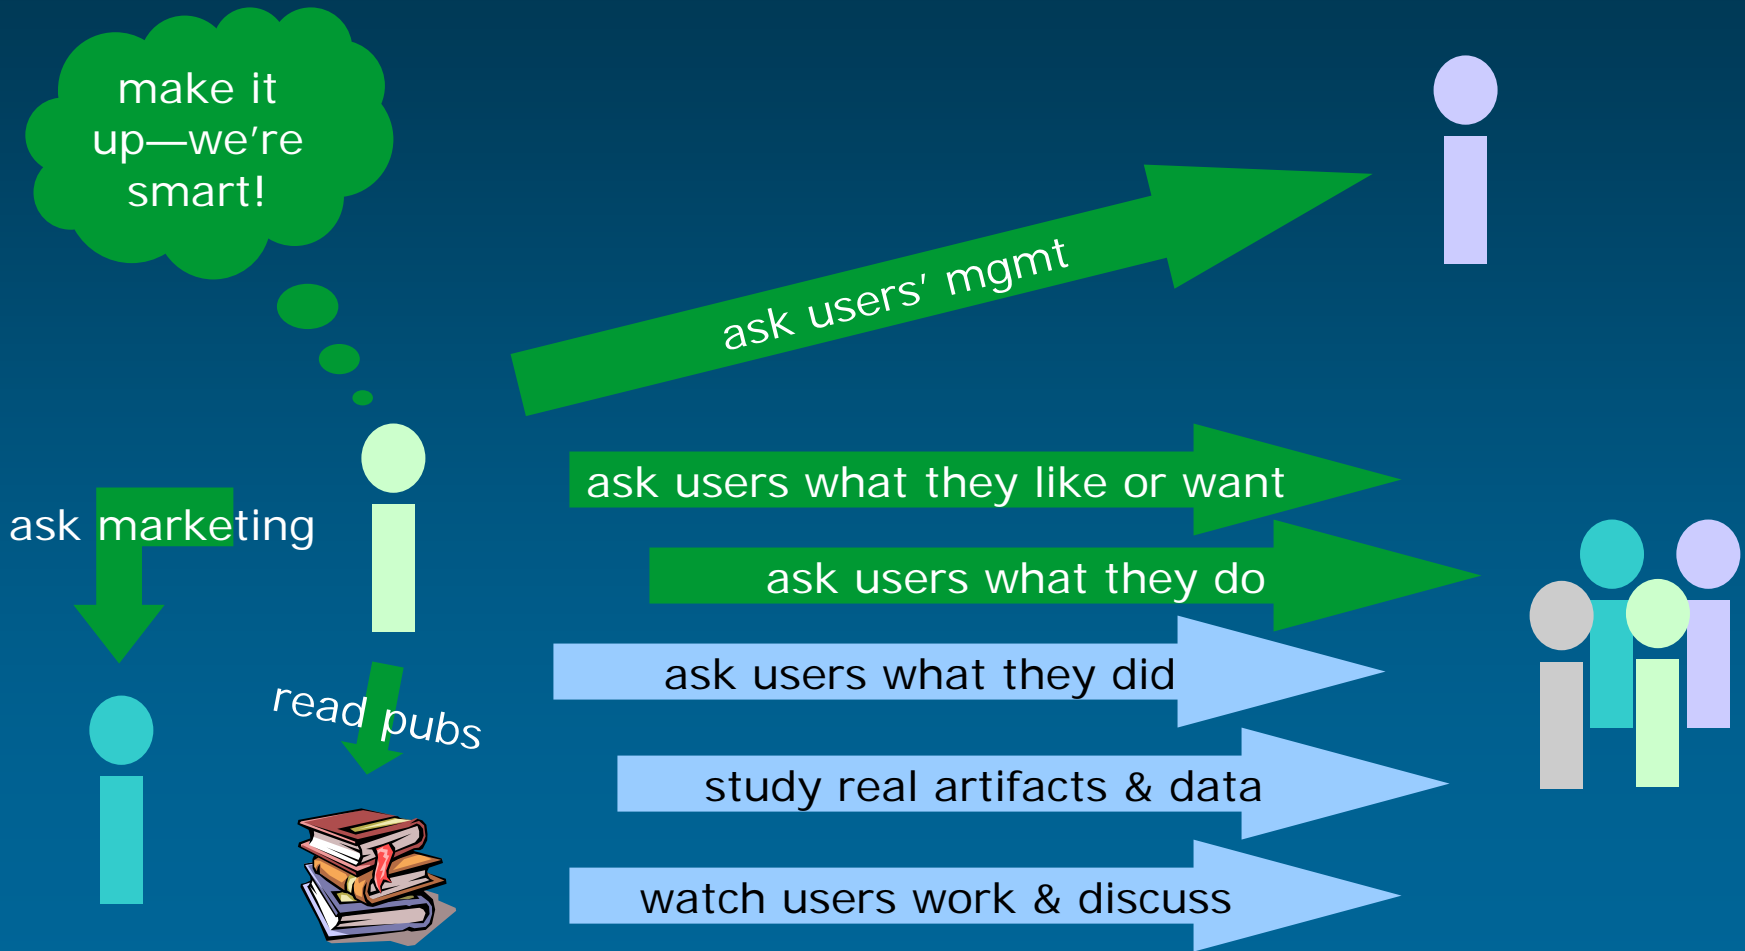 make it
up—we’re
smart!
ask users’ mgmt
ask users what they like or want
ask marketing
ask users what they do
ask users what they did
read pubs
study real artifacts & data
watch users work & discuss